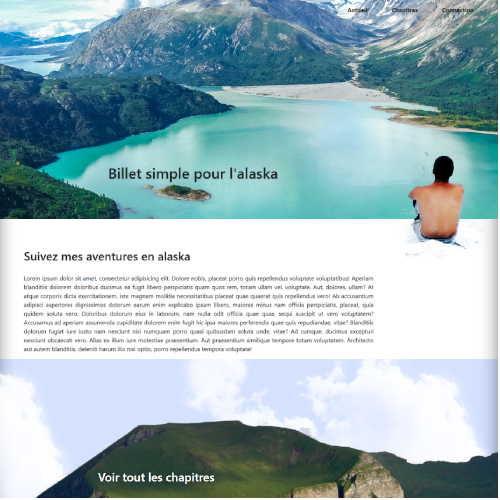 Accueil Chapitres Connection
Billet simple pour l'alaska
Suivez mes aventures en alaska
Lorem ipsum dolor sit amet, consectetur adipisicing elit. Dolore nobis, placeat porro quis repellendus voluptate voluptatibus! Aperiam
blanditiis dolorem doloribus ducimus ea fugit libero perspiciatis quam quos rem, totam ullam vel, voluptate. Aut, dolores, ullam? At
atque corporis dicta exercitationem, iste magnam mollitia necessitatibus placeat quae quaerat quis repellendus vero! Ab accusantium
adipisci asperiores dignissimos dolorum earum enim explicabo ipsum libero, maiores minus nam officia perspiciatis, placeat, quia
quidem soluta vero. Doloribus dolorum eius in laborum, nam nulla odit officia quae quas, sequi suscipit ut vero voluptatem?
Accusamus ad aperiam assumenda cupiditate dolorem enim fugit hic ipsa maiores perferendis quae quis repudiandae, vitae? Blanditiis
dolorum fugiat iure iusto nam nesciunt nisi numquam porro quasi quibusdam soluta unde, vitae? Ad cumque, ducimus excepturi
nesciunt obcaecati vero. Alias ex illum iure molestiae praesentium. Aut praesentium similique tempore totam voluptatem. Architecto
aut autem blanditiis, deleniti harum illo nisi optio, porro repellendus tempora voluptate!
Voir tout les chapitres